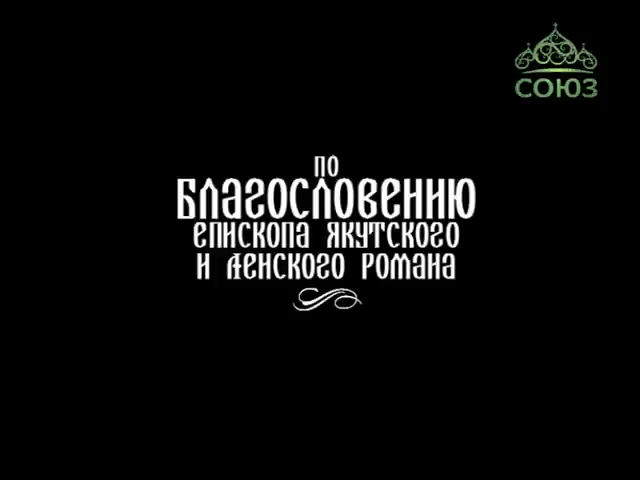 СОЮЗ
ПО
БЛАГОСЛОВЕНИЮ
ЕПИСКОПА ЯКУТСКОГО
И ЛЕНСКОГО РОМАНА